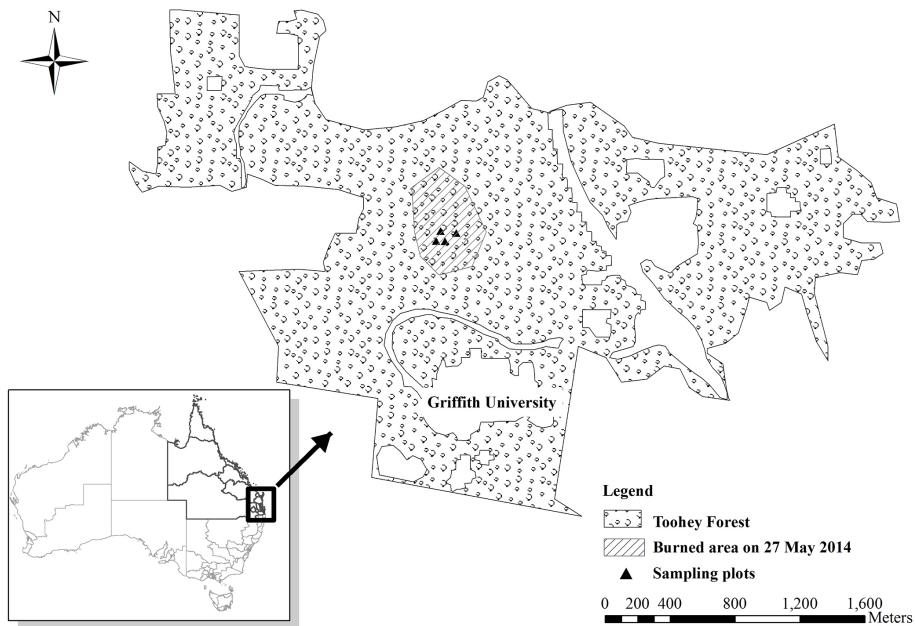 N
Griffith University
Legend
Toohey Forest
Burned area on 27 May 2014
Sampling plots
0 200 400 800 1,200 1,600
Meters